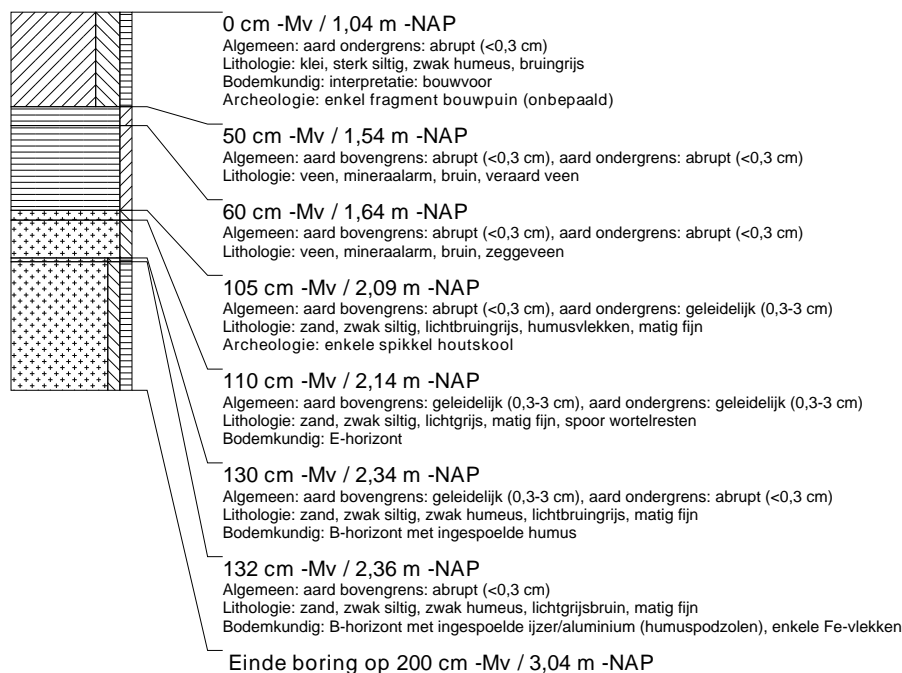 0 cm -Mv / 1,04 m -NAP
Algemeen: aard ondergrens: abrupt (<0,3 cm)
Lithologie: klei, sterk siltig, zwak humeus, bruingrijs
Bodemkundig: interpretatie: bouwvoor
Archeologie: enkel fragment bouwpuin (onbepaald)
50 cm -Mv / 1,54 m -NAP
Algemeen: aard bovengrens: abrupt (<0,3 cm), aard ondergrens: abrupt (<0,3 cm)
Lithologie: veen, mineraalarm, bruin, veraard veen
60 cm -Mv / 1,64 m -NAP
Algemeen: aard bovengrens: abrupt (<0,3 cm), aard ondergrens: abrupt (<0,3 cm)
Lithologie: veen, mineraalarm, bruin, zeggeveen
105 cm -Mv / 2,09 m -NAP
Algemeen: aard bovengrens: abrupt (<0,3 cm), aard ondergrens: geleidelijk (0,3-3 cm)
Lithologie: zand, zwak siltig, lichtbruingrijs, humusvlekken, matig fijn
Archeologie: enkele spikkel houtskool
110 cm -Mv / 2,14 m -NAP
Algemeen: aard bovengrens: geleidelijk (0,3-3 cm), aard ondergrens: geleidelijk (0,3-3 cm)
Lithologie: zand, zwak siltig, lichtgrijs, matig fijn, spoor wortelresten
Bodemkundig: E-horizont
130 cm -Mv / 2,34 m -NAP
Algemeen: aard bovengrens: geleidelijk (0,3-3 cm), aard ondergrens: abrupt (<0,3 cm)
Lithologie: zand, zwak siltig, zwak humeus, lichtbruingrijs, matig fijn
Bodemkundig: B-horizont met ingespoelde humus
132 cm -Mv / 2,36 m -NAP
Algemeen: aard bovengrens: abrupt (<0,3 cm)
Lithologie: zand, zwak siltig, zwak humeus, lichtgrijsbruin, matig fijn
Bodemkundig: B-horizont met ingespoelde ijzer/aluminium (humuspodzolen), enkele Fe-vlekken
Einde boring op 200 cm -Mv / 3,04 m -NAP